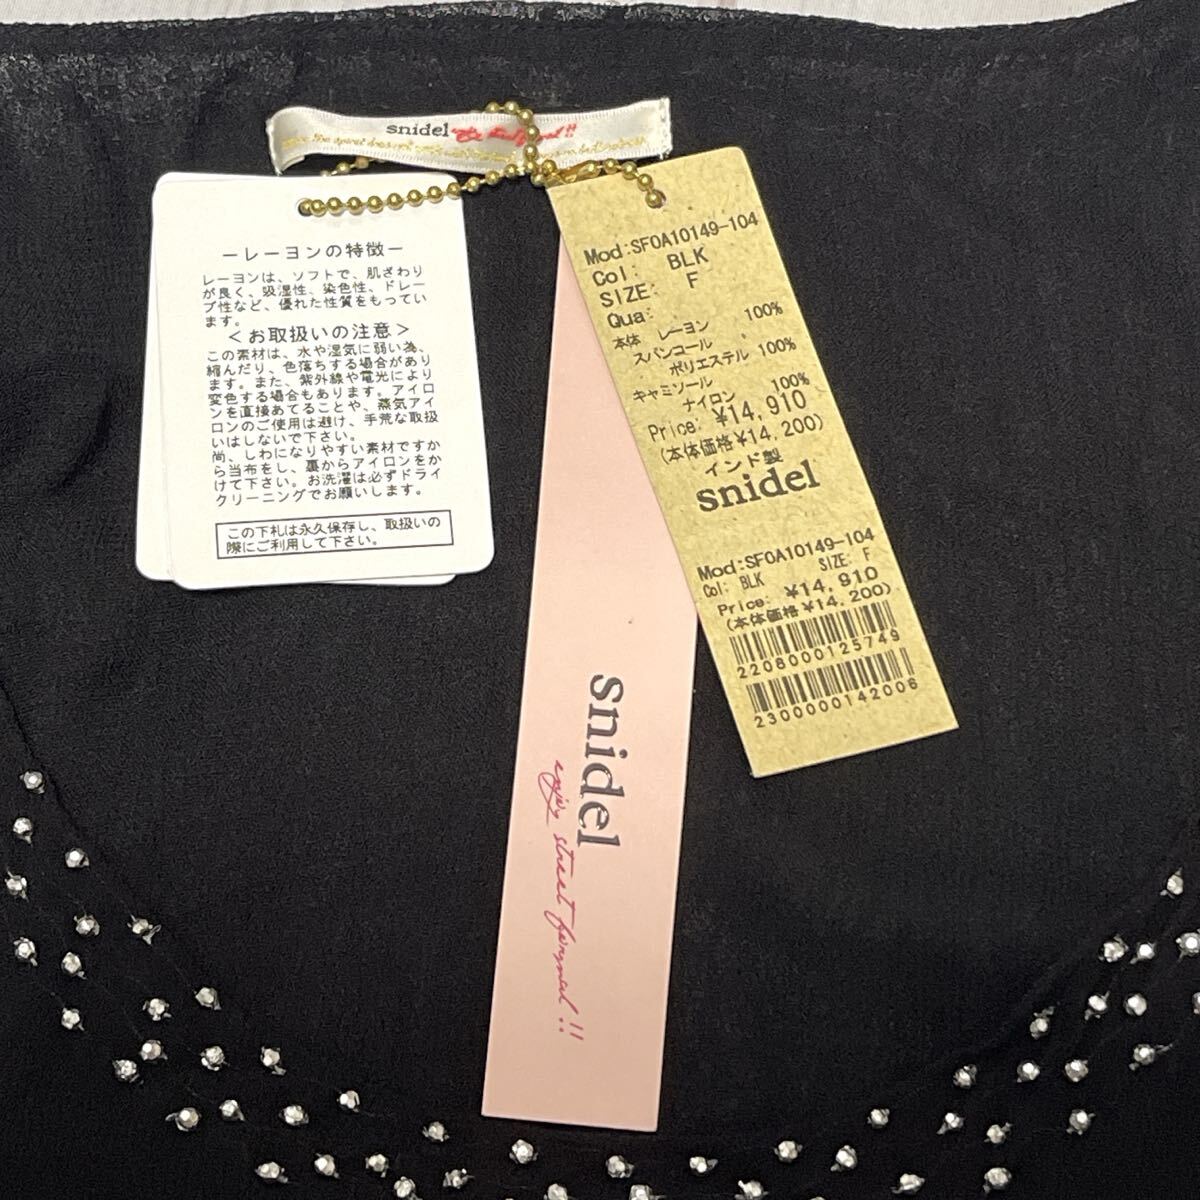 snidel
ーレーヨンの特徴ー
レーヨンは、ソフトで、肌ざわり
が良く、吸湿性、染色性、ドレー
プ性など、優れた性質をもってい
ます。
＜お取扱いの注意＞
この素材は、水や湿気に弱い為、
縮んだり、色落ちする場合があり
ます。また、紫外線や電光により
変色する場合もあります。アイロ
ンを直接あてることや、蒸気アイ
ロンのご使用は避け、手荒な取扱
いはしないで下さい。
尚、しわになりやすい素材ですか
ら当布をし、裏からアイロンをか
けて下さい。お洗濯は必ずドライ
クリーニングでお願いします。
この下札は永久保存し、取扱いの
際にご利用して下さい。
snidel
enjoy street formal !!
Mod:SF0A10149-104
Col: BLK
SIZE: F
Qua:
本体 レーヨン 100%
スパンコール
ポリエステル 100%
キャミソール
ナイロン 100%
Price: ¥14,910
(本体価格¥14,200)
インド製
snidel
Mod:SF0A10149-104
Col: BLK SIZE: F
Price: ¥14,910
(本体価格¥14,200)
2208000125749
2300000142006